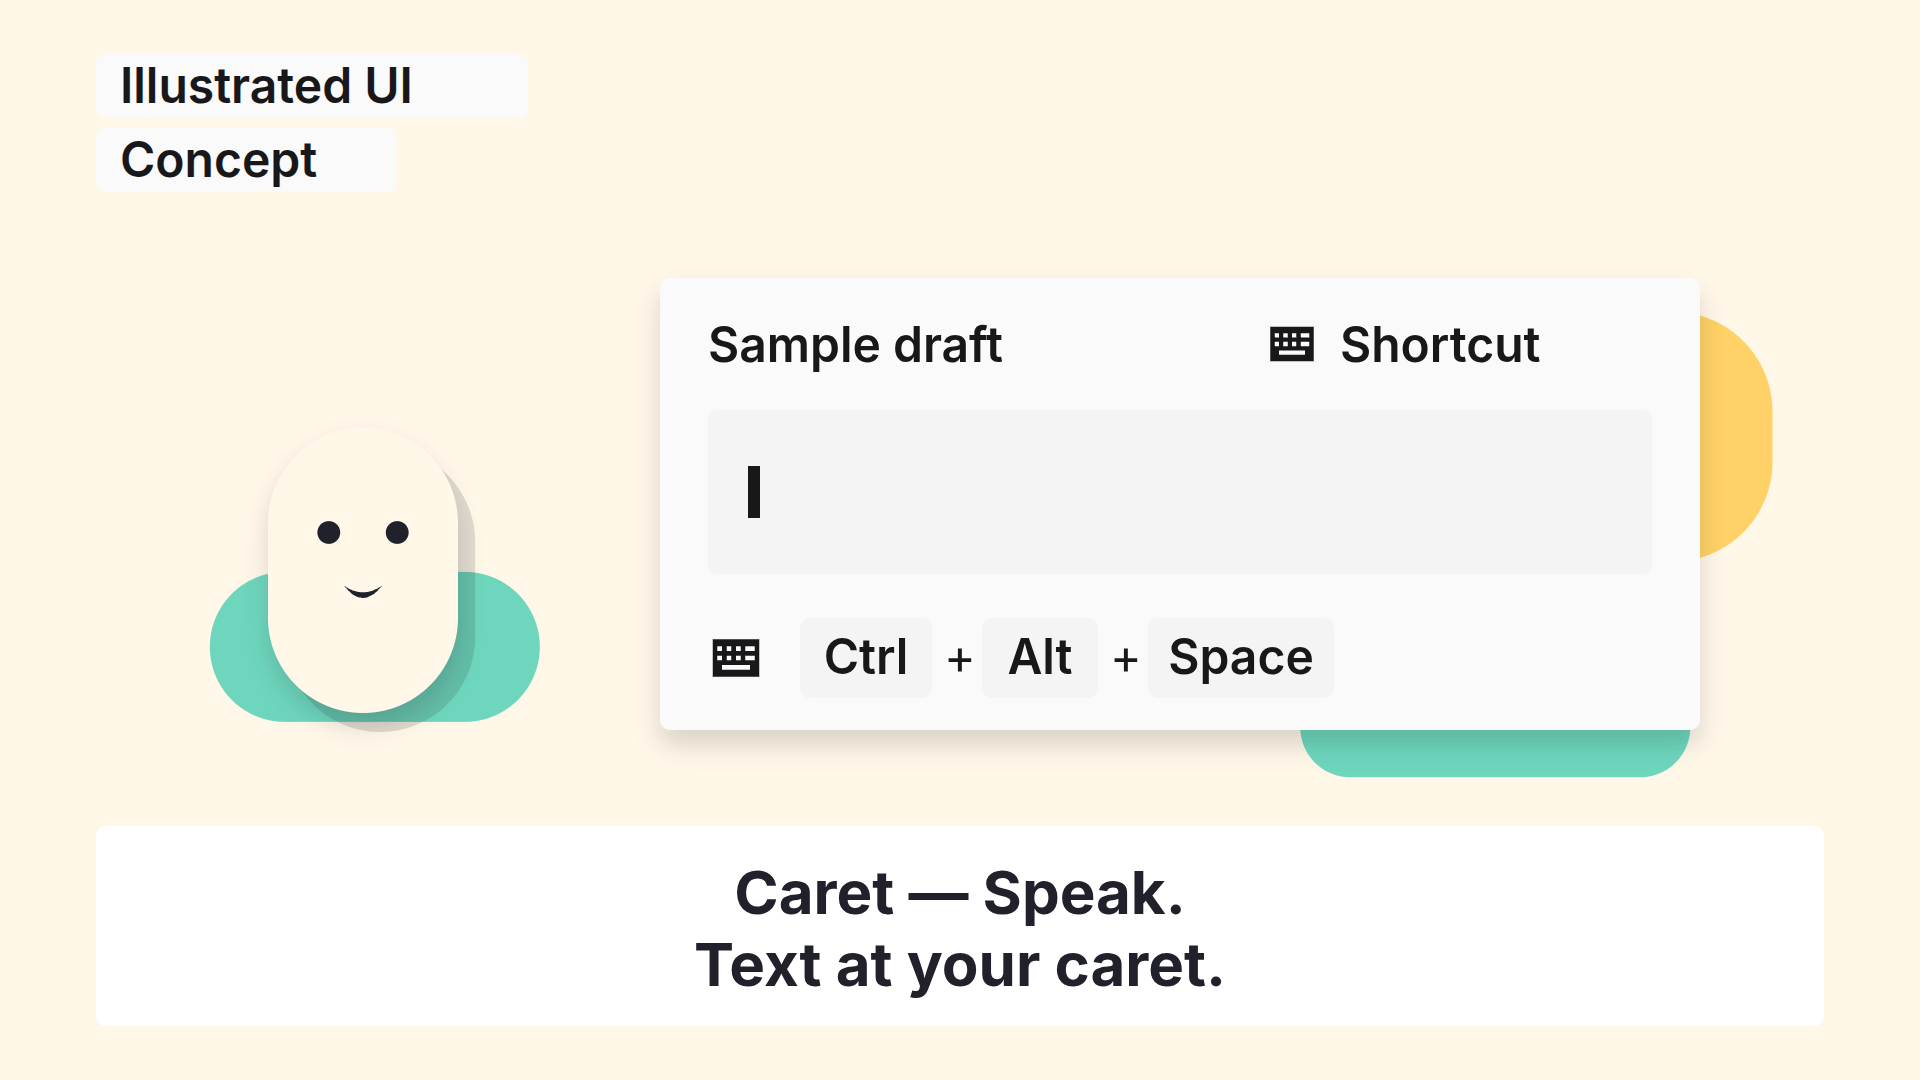 Illustrated UI
Concept
Sample draft
Shortcut
Ctrl + Alt + Space
Caret — Speak.
Text at your caret.